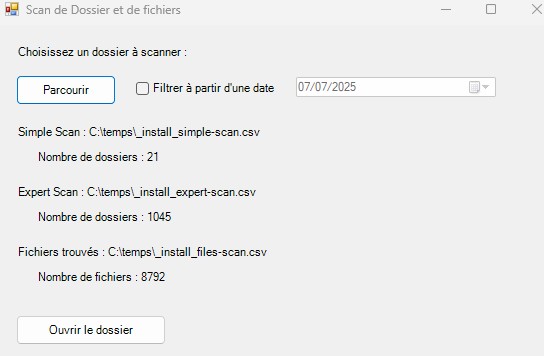 Scan de Dossier et de fichiers
Choisissez un dossier à scanner :
Parcourir
Filtrer à partir d'une date
07/07/2025
Simple Scan : C:\temps\_install_simple-scan.csv
Nombre de dossiers : 21
Expert Scan : C:\temps\_install_expert-scan.csv
Nombre de dossiers : 1045
Fichiers trouvés : C:\temps\_install_files-scan.csv
Nombre de fichiers : 8792
Ouvrir le dossier